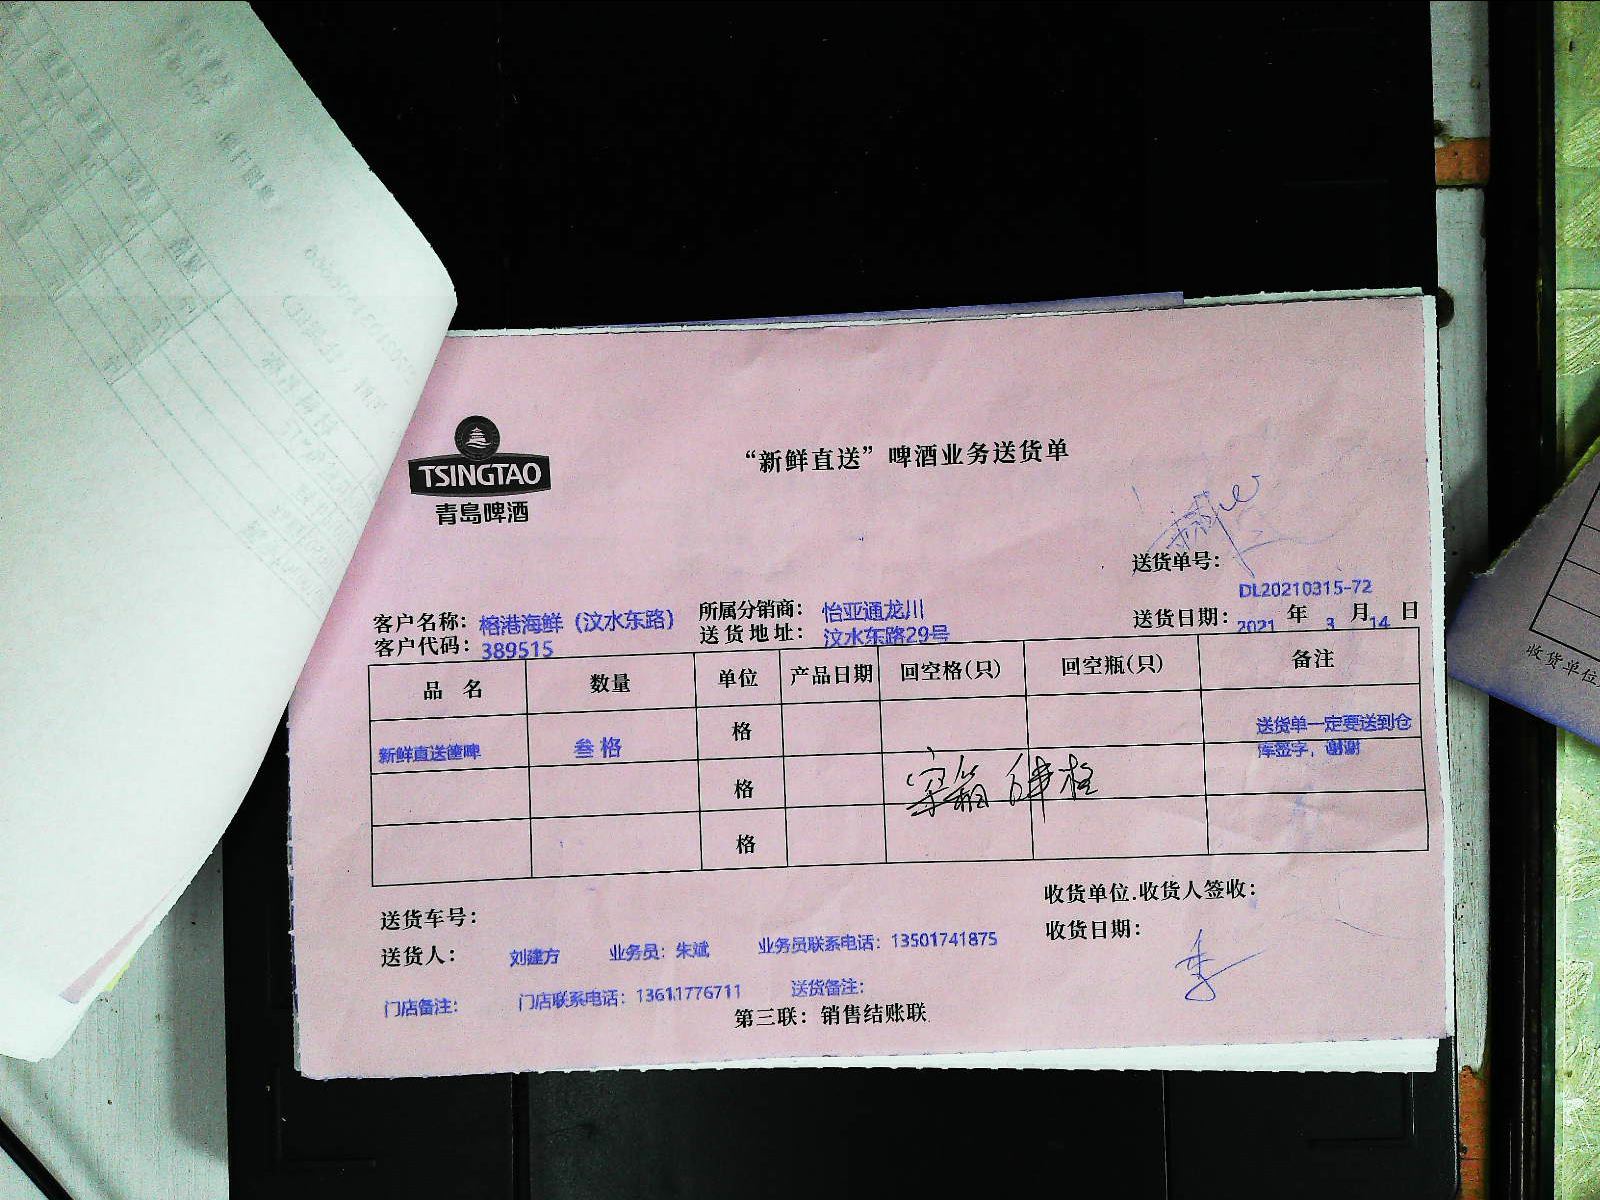 TSINGTAO
青岛啤酒
“新鲜直送”啤酒业务送货单
送货单号：
DL20210315-72
客户名称：榕港海鲜（汶水东路） 所属分销商：怡亚通龙川 送货日期：2021 年 3 月 14 日
客户代码：389515 送货地址：汶水东路29号
品 名 数量 单位 产品日期 回空格(只) 回空瓶(只) 备注
新鲜直送篚啤 叁 格 格 送货单一定要送到仓
库签字，谢谢
格
格
收货单位.收货人签收：
送货车号：
收货日期：
送货人： 刘建方 业务员：朱斌 业务员联系电话：13501741875
门店备注： 门店联系电话：13611776711 送货备注：
第三联：销售结账联
收货单位